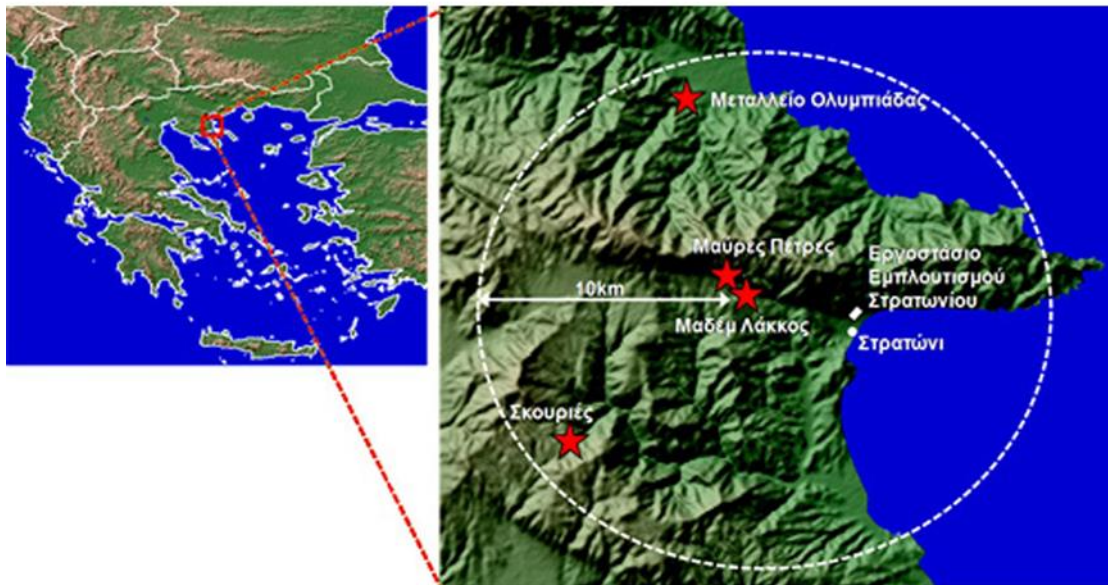 Μεταλλείο Ολυμπιάδας
Μαύρες Πέτρες
Εργοστάσιο
Εμπλουτισμού
Στρατωνίου
10km
Μαδέμ Λάκκος
Στρατώνι
Σκουριές